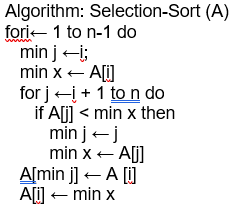 Algorithm: Selection-Sort (A)
fori← 1 to n-1 do
min j ←i;
min x ← A[i]
for j ←i + 1 to n do
if A[j] < min x then
min j ← j
min x ← A[j]
A[min j] ← A [i]
A[i] ← min x